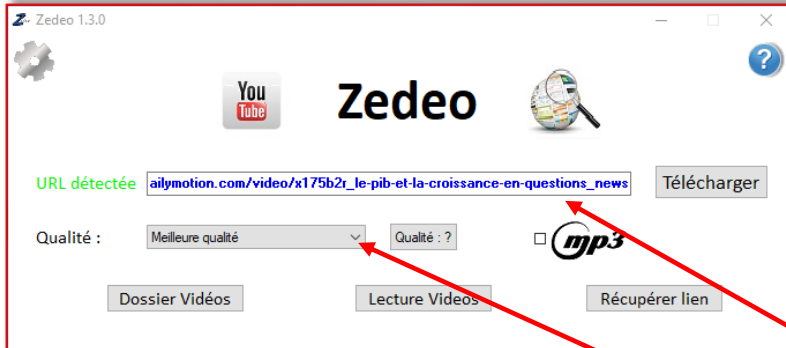 Zedeo 1.3.0
You
Tube
Zedeo
?
URL détectée
ailymotion.com/video/x175b2r_le-pib-et-la-croissance-en-questions_news
Télécharger
Qualité :
Meilleure qualité
Qualité : ?
mp3
Dossier Vidéos
Lecture Videos
Récupérer lien